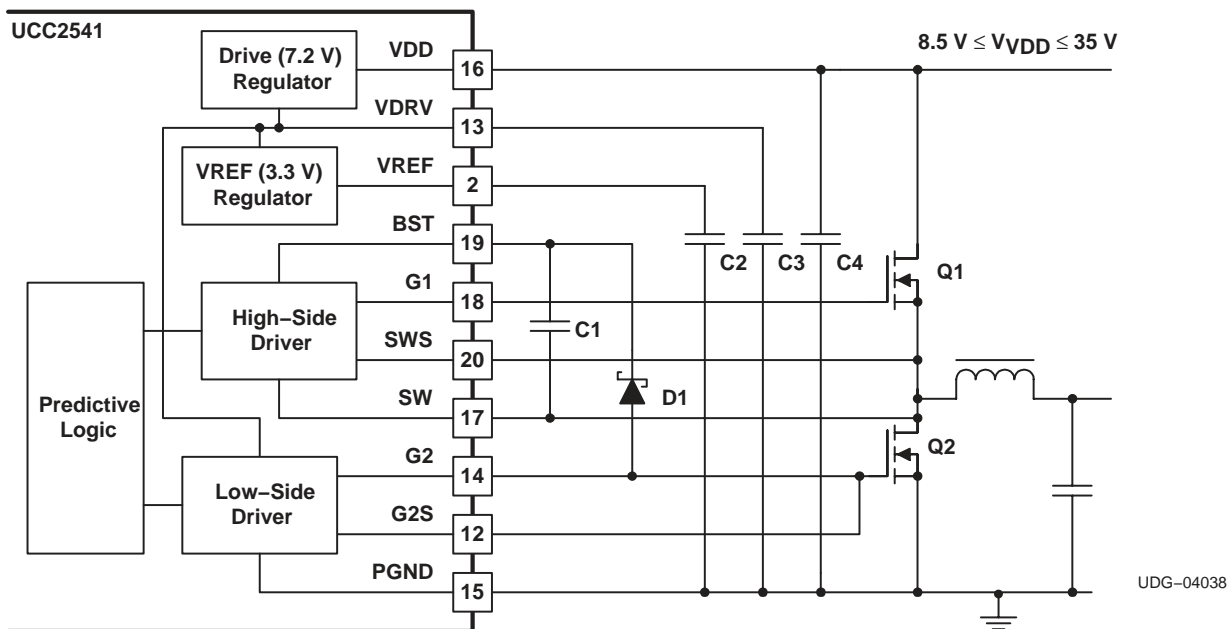 UCC2541
8.5 V ≤ VVDD ≤ 35 V
Drive (7.2 V)
Regulator
VDD
16
VDRV
13
VREF (3.3 V)
Regulator
VREF
2
BST
19
C2
C3
C4
Q1
G1
18
High−Side
Driver
C1
SWS
20
Predictive
Logic
SW
17
D1
Q2
G2
14
Low−Side
Driver
G2S
12
PGND
15
UDG−04038